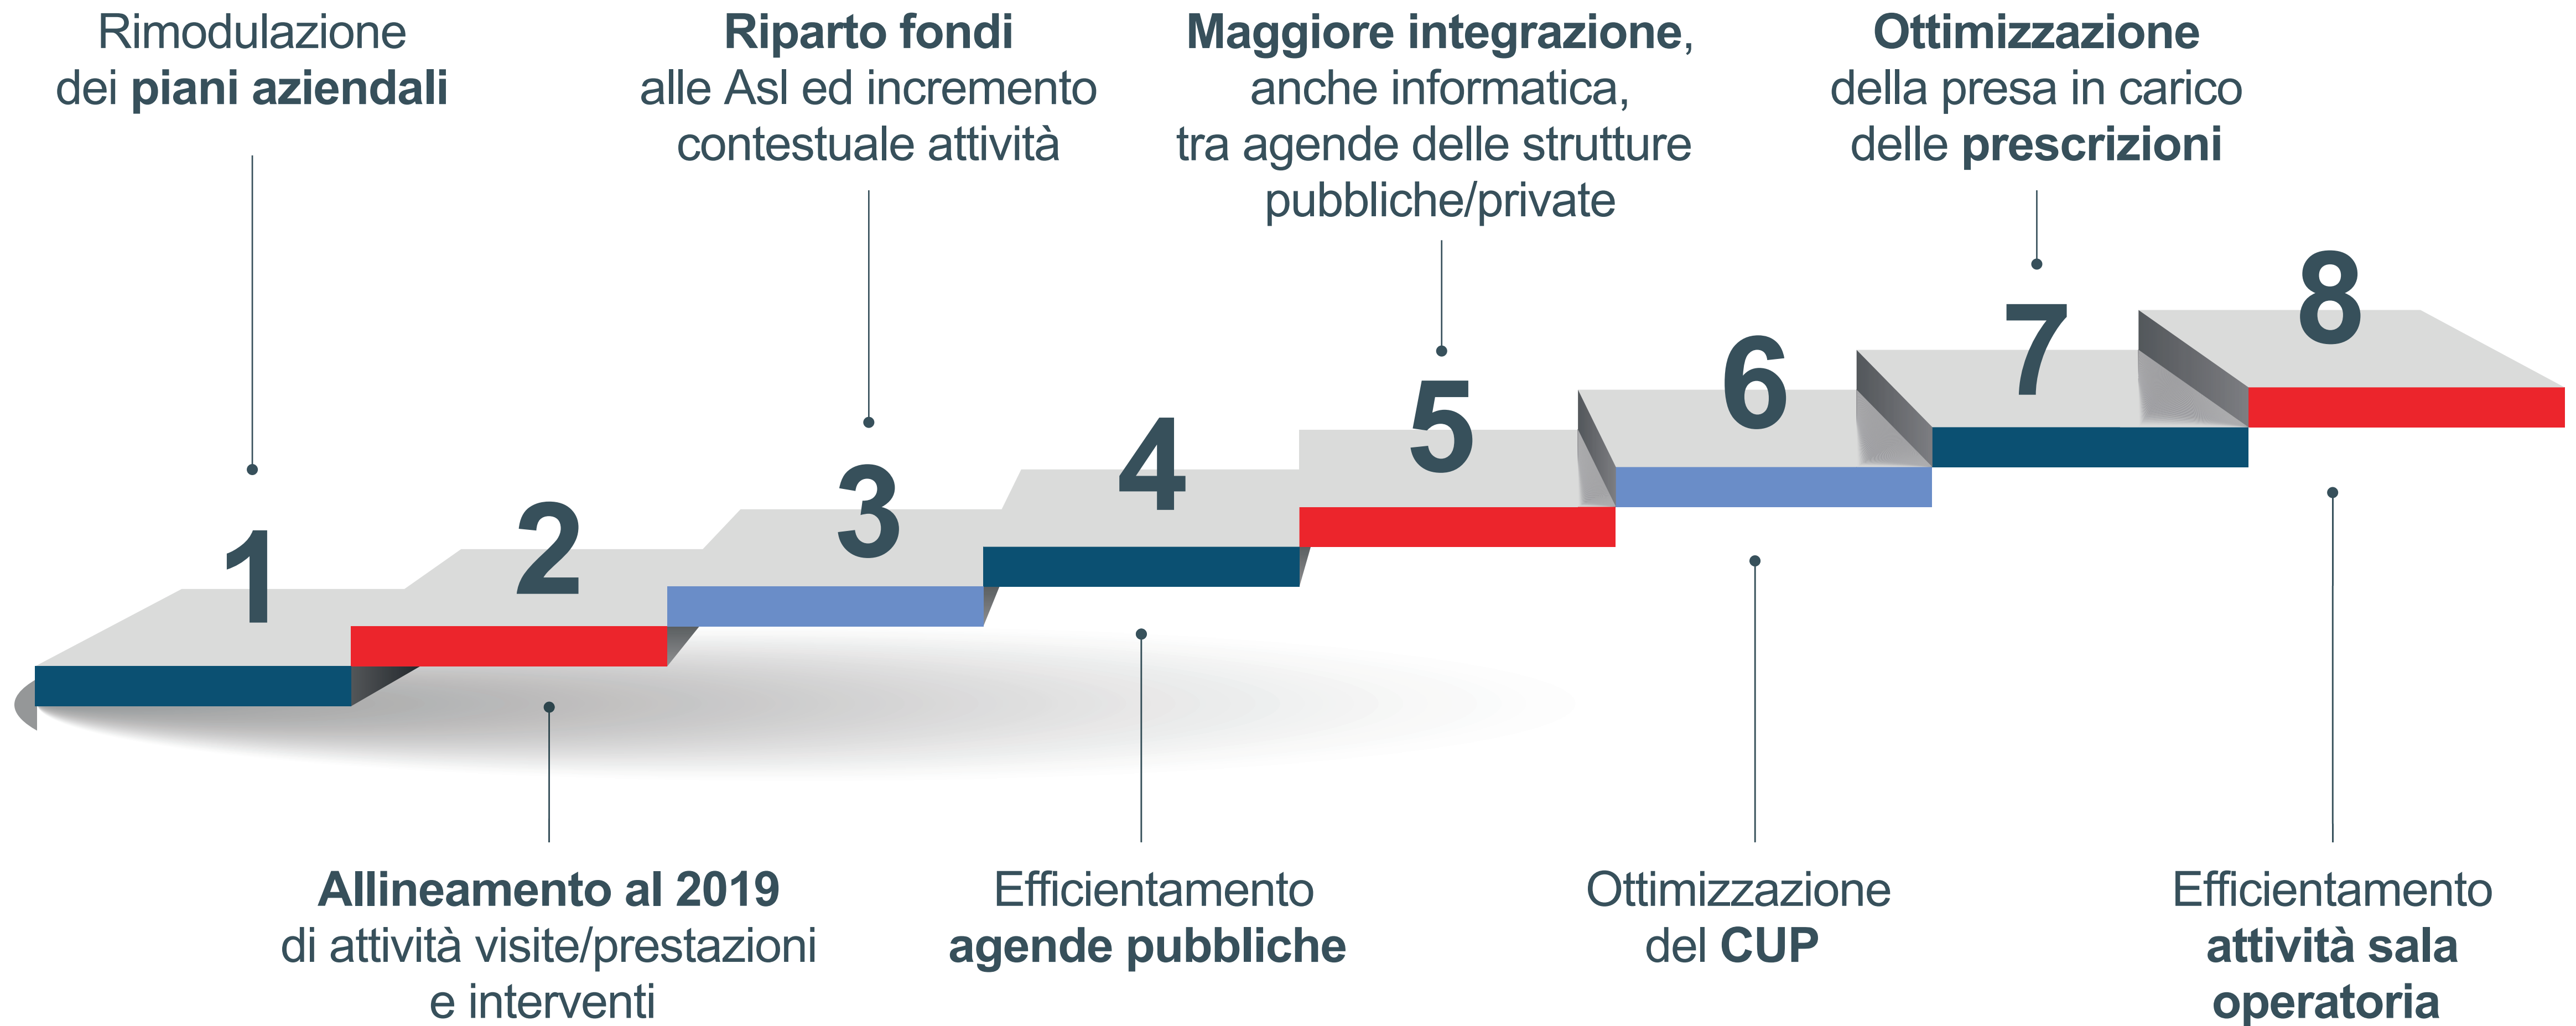 Rimodulazione
dei piani aziendali
Riparto fondi
alle Asl ed incremento
contestuale attività
Maggiore integrazione,
anche informatica,
tra agende delle strutture
pubbliche/private
Ottimizzazione
della presa in carico
delle prescrizioni
1
2
3
4
5
6
7
8
Allineamento al 2019
di attività visite/prestazioni
e interventi
Efficientamento
agende pubbliche
Ottimizzazione
del CUP
Efficientamento
attività sala
operatoria